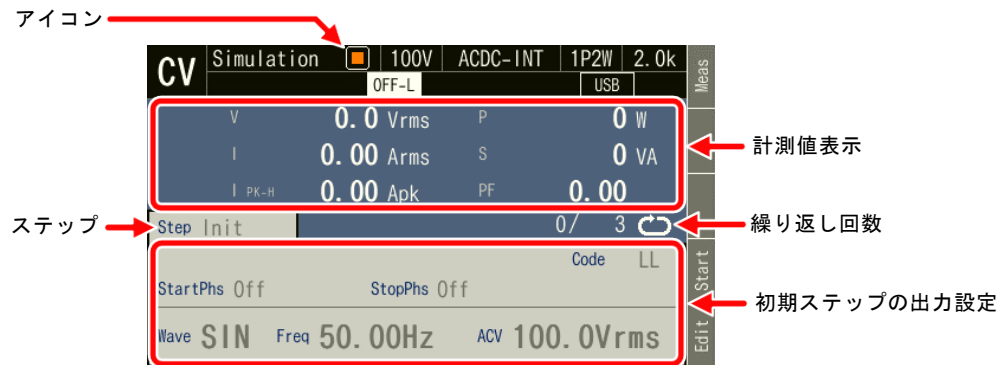 アイコン
CV Simulation 100V ACDC-INT 1P2W 2.0k
OFF-L USB
Meas
V 0.0 Vrms P 0 W
I 0.00 Arms S 0 VA
I PK-H 0.00 Apk PF 0.00
計測値表示
ステップ
Step Init 0/ 3
繰り返し回数
Code LL
StartPhs Off StopPhs Off
Start
初期ステップの出力設定
Wave SIN Freq 50.00Hz ACV 100.0Vrms
Edit